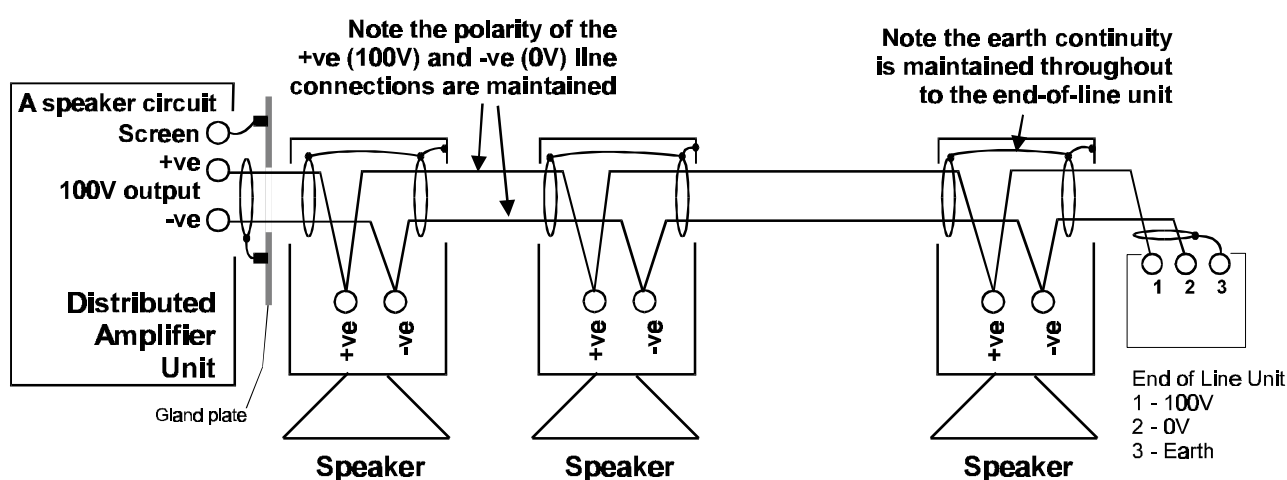 Note the polarity of the
+ve (100V) and -ve (0V) line
connections are maintained
Note the earth continuity
is maintained throughout
to the end-of-line unit
A speaker circuit
Screen
+ve
100V output
-ve
Distributed
Amplifier
Unit
Gland plate
+ve
-ve
Speaker
+ve
-ve
Speaker
+ve
-ve
Speaker
1 2 3
End of Line Unit
1 - 100V
2 - 0V
3 - Earth